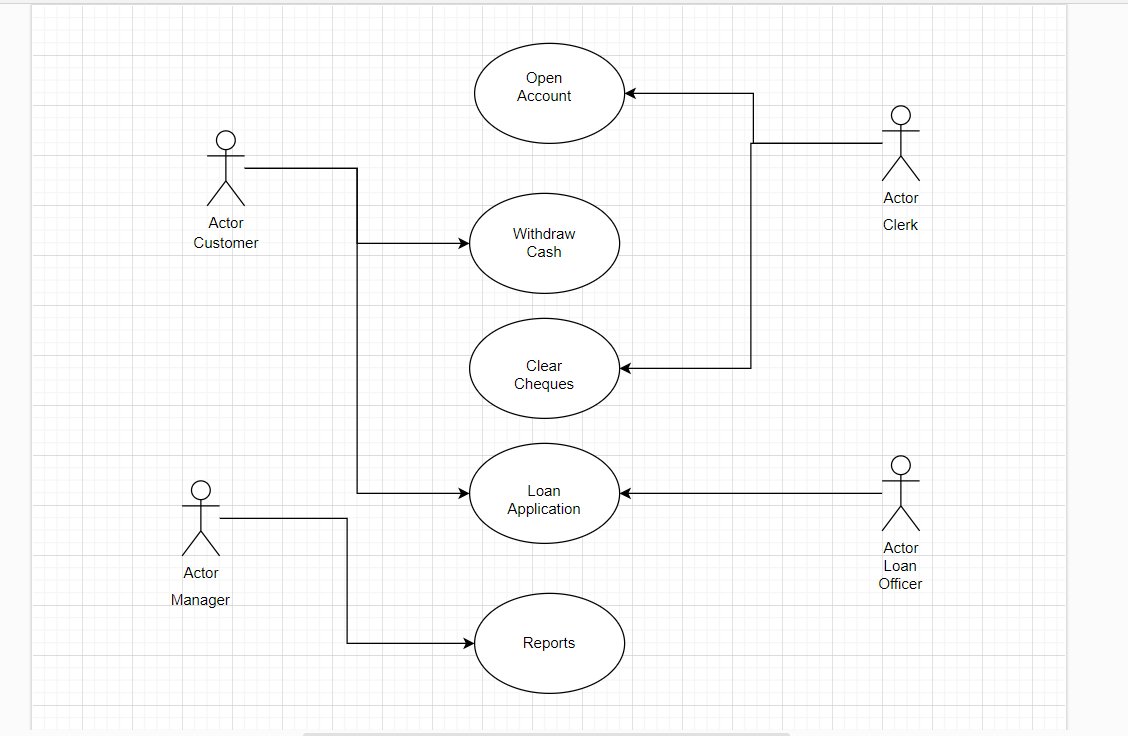 Open
Account
Actor
Customer
Actor
Clerk
Withdraw
Cash
Clear
Cheques
Loan
Application
Actor
Manager
Actor
Loan
Officer
Reports